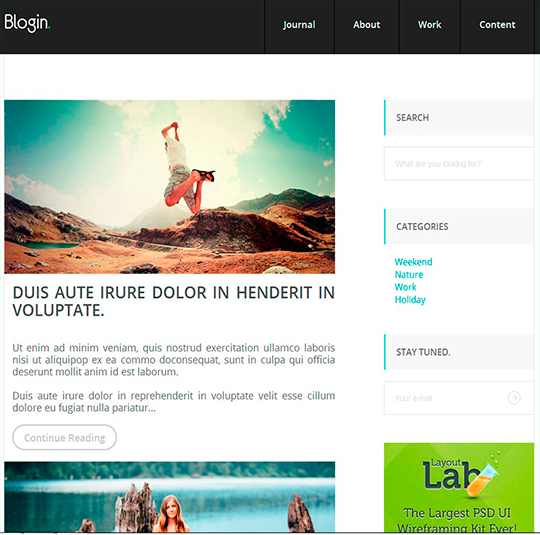 Blogin.
Journal About Work Content
DUIS AUTE IRURE DOLOR IN HENDERIT IN
VOLUPTATE.
Ut enim ad minim veniam, quis nostrud exercitation ullamco laboris
nisi ut aliquipop ex ea commo doconsequat, sunt in culpa qui officia
deserunt mollit anim id est laborum.
Duis aute irure dolor in reprehenderit in voluptate velit esse cillum
dolore eu fugiat nulla pariatur...
Continue Reading
SEARCH
What are you looking for?
CATEGORIES
Weekend
Nature
Work
Holiday
STAY TUNED.
Your e-mail
Layout
Lab
The Largest PSD UI
Wireframing Kit Ever!